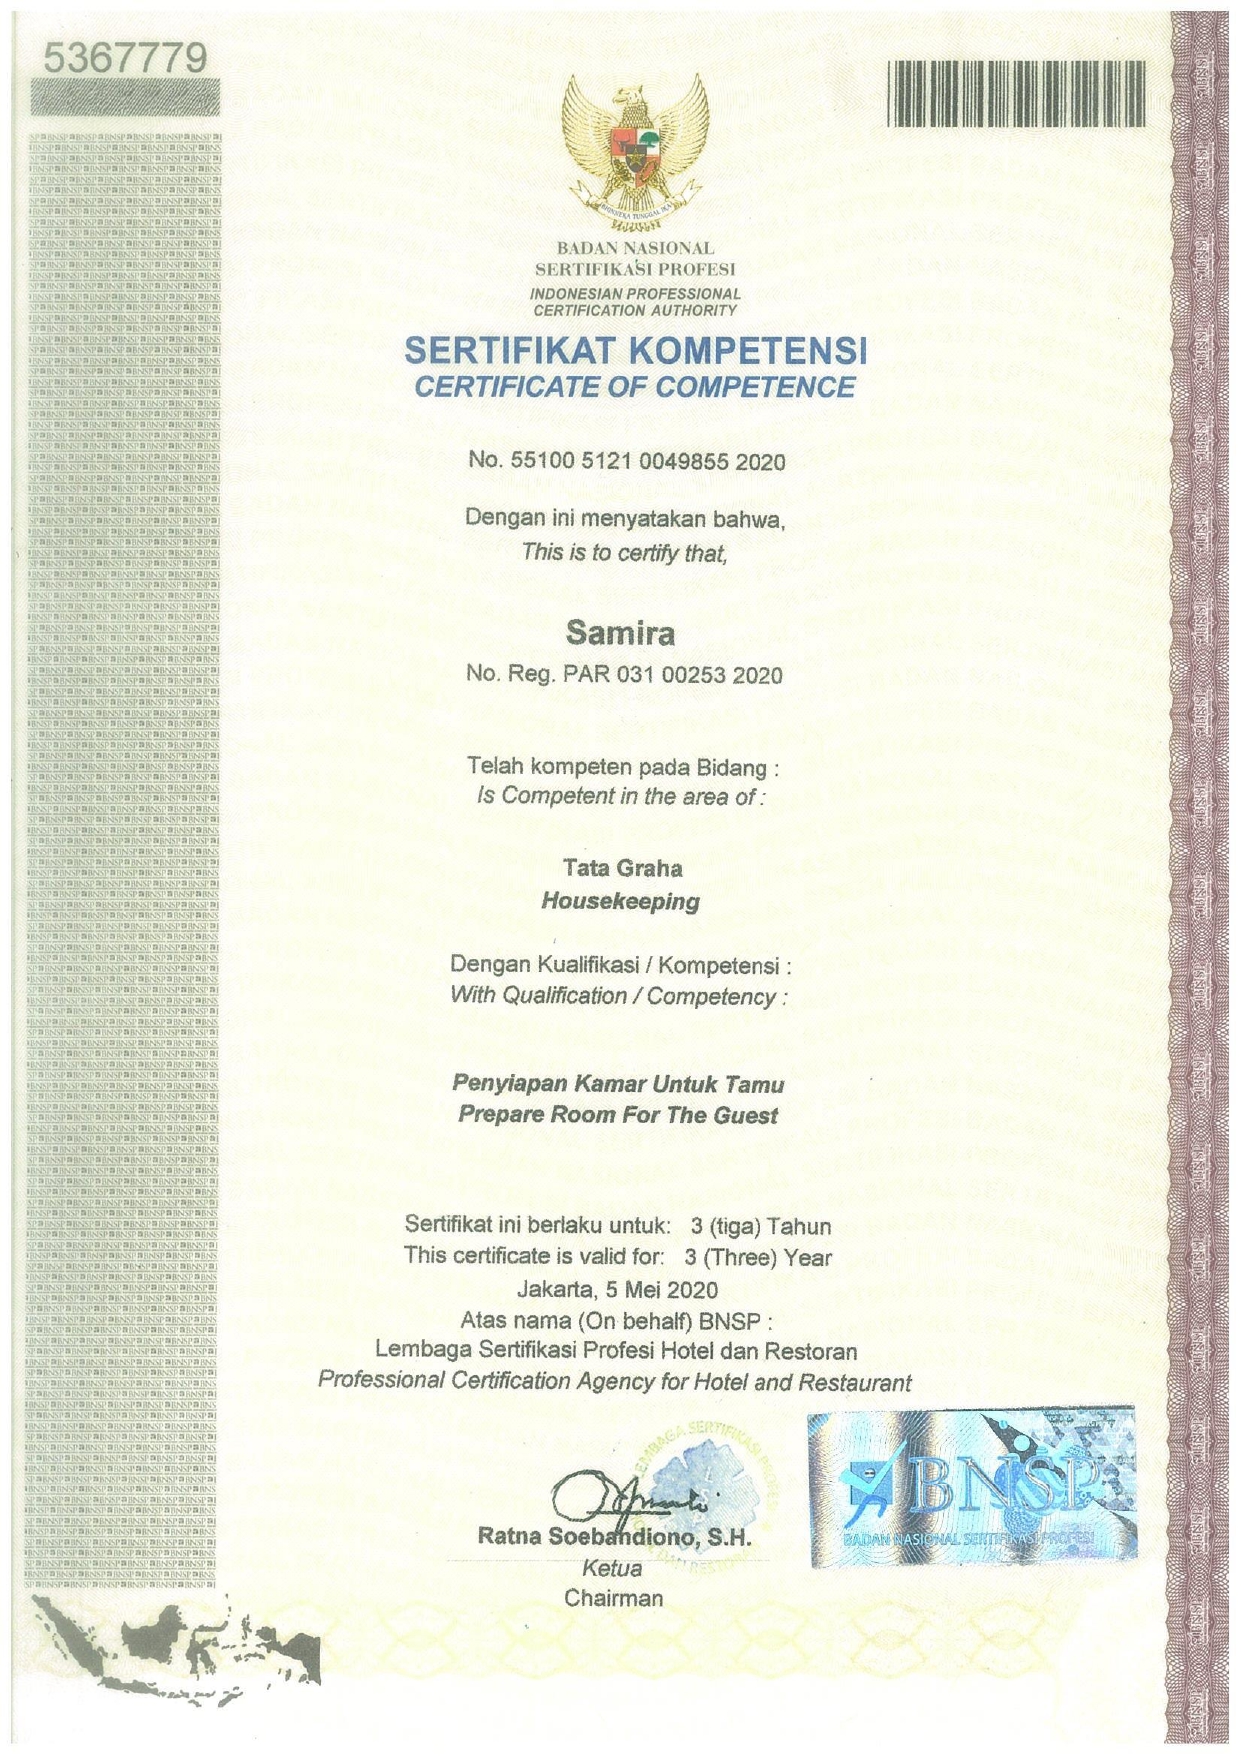 5367779
BHINNEKA TUNGGAL IKA
BADAN NASIONAL
SERTIFIKASI PROFESI
INDONESIAN PROFESSIONAL
CERTIFICATION AUTHORITY
SERTIFIKAT KOMPETENSI
CERTIFICATE OF COMPETENCE
No. 55100 5121 0049855 2020
Dengan ini menyatakan bahwa,
This is to certify that,
Samira
No. Reg. PAR 031 00253 2020
Telah kompeten pada Bidang :
Is Competent in the area of :
Tata Graha
Housekeeping
Dengan Kualifikasi / Kompetensi :
With Qualification / Competency :
Penyiapan Kamar Untuk Tamu
Prepare Room For The Guest
Sertifikat ini berlaku untuk: 3 (tiga) Tahun
This certificate is valid for: 3 (Three) Year
Jakarta, 5 Mei 2020
Atas nama (On behalf) BNSP :
Lembaga Sertifikasi Profesi Hotel dan Restoran
Professional Certification Agency for Hotel and Restaurant
Ratna Soebandiono, S.H.
Ketua
Chairman
BNSP
BADAN NASIONAL SERTIFIKASI PROFESI